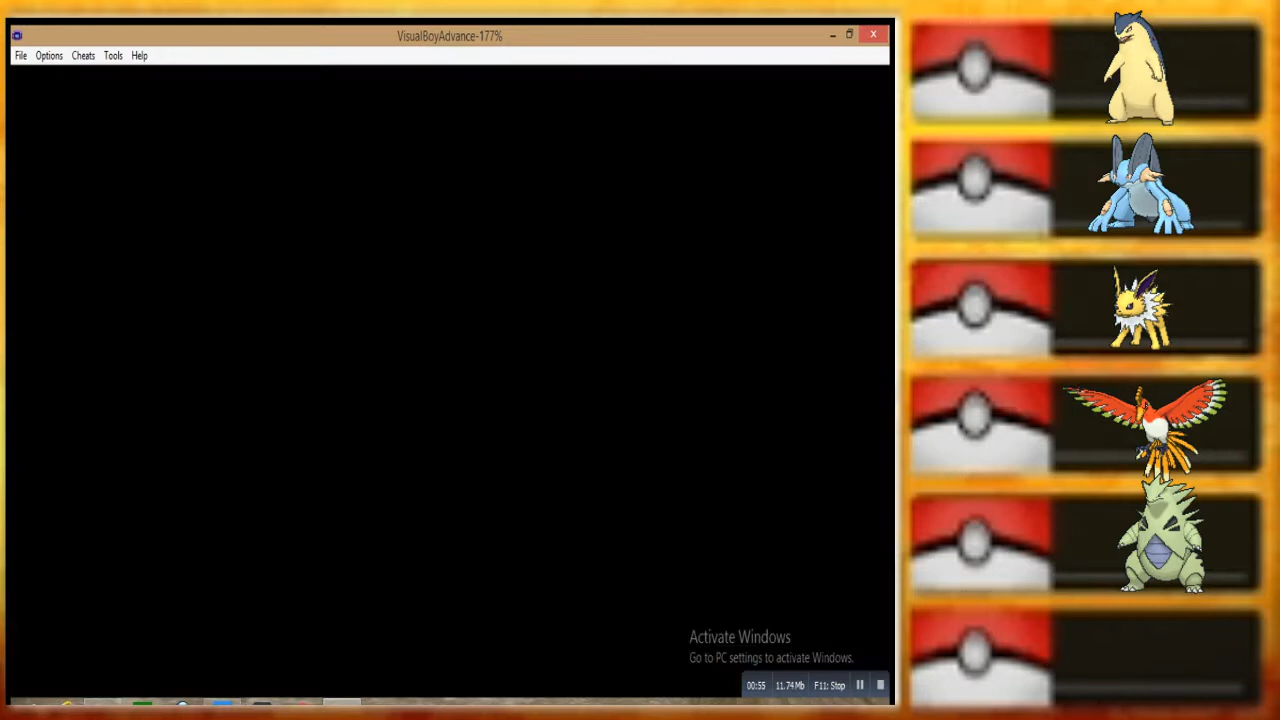 VisualBoyAdvance-177%
File Options Cheats Tools Help
Activate Windows
Go to PC settings to activate Windows.
00:55 11.74Mb F11: Stop